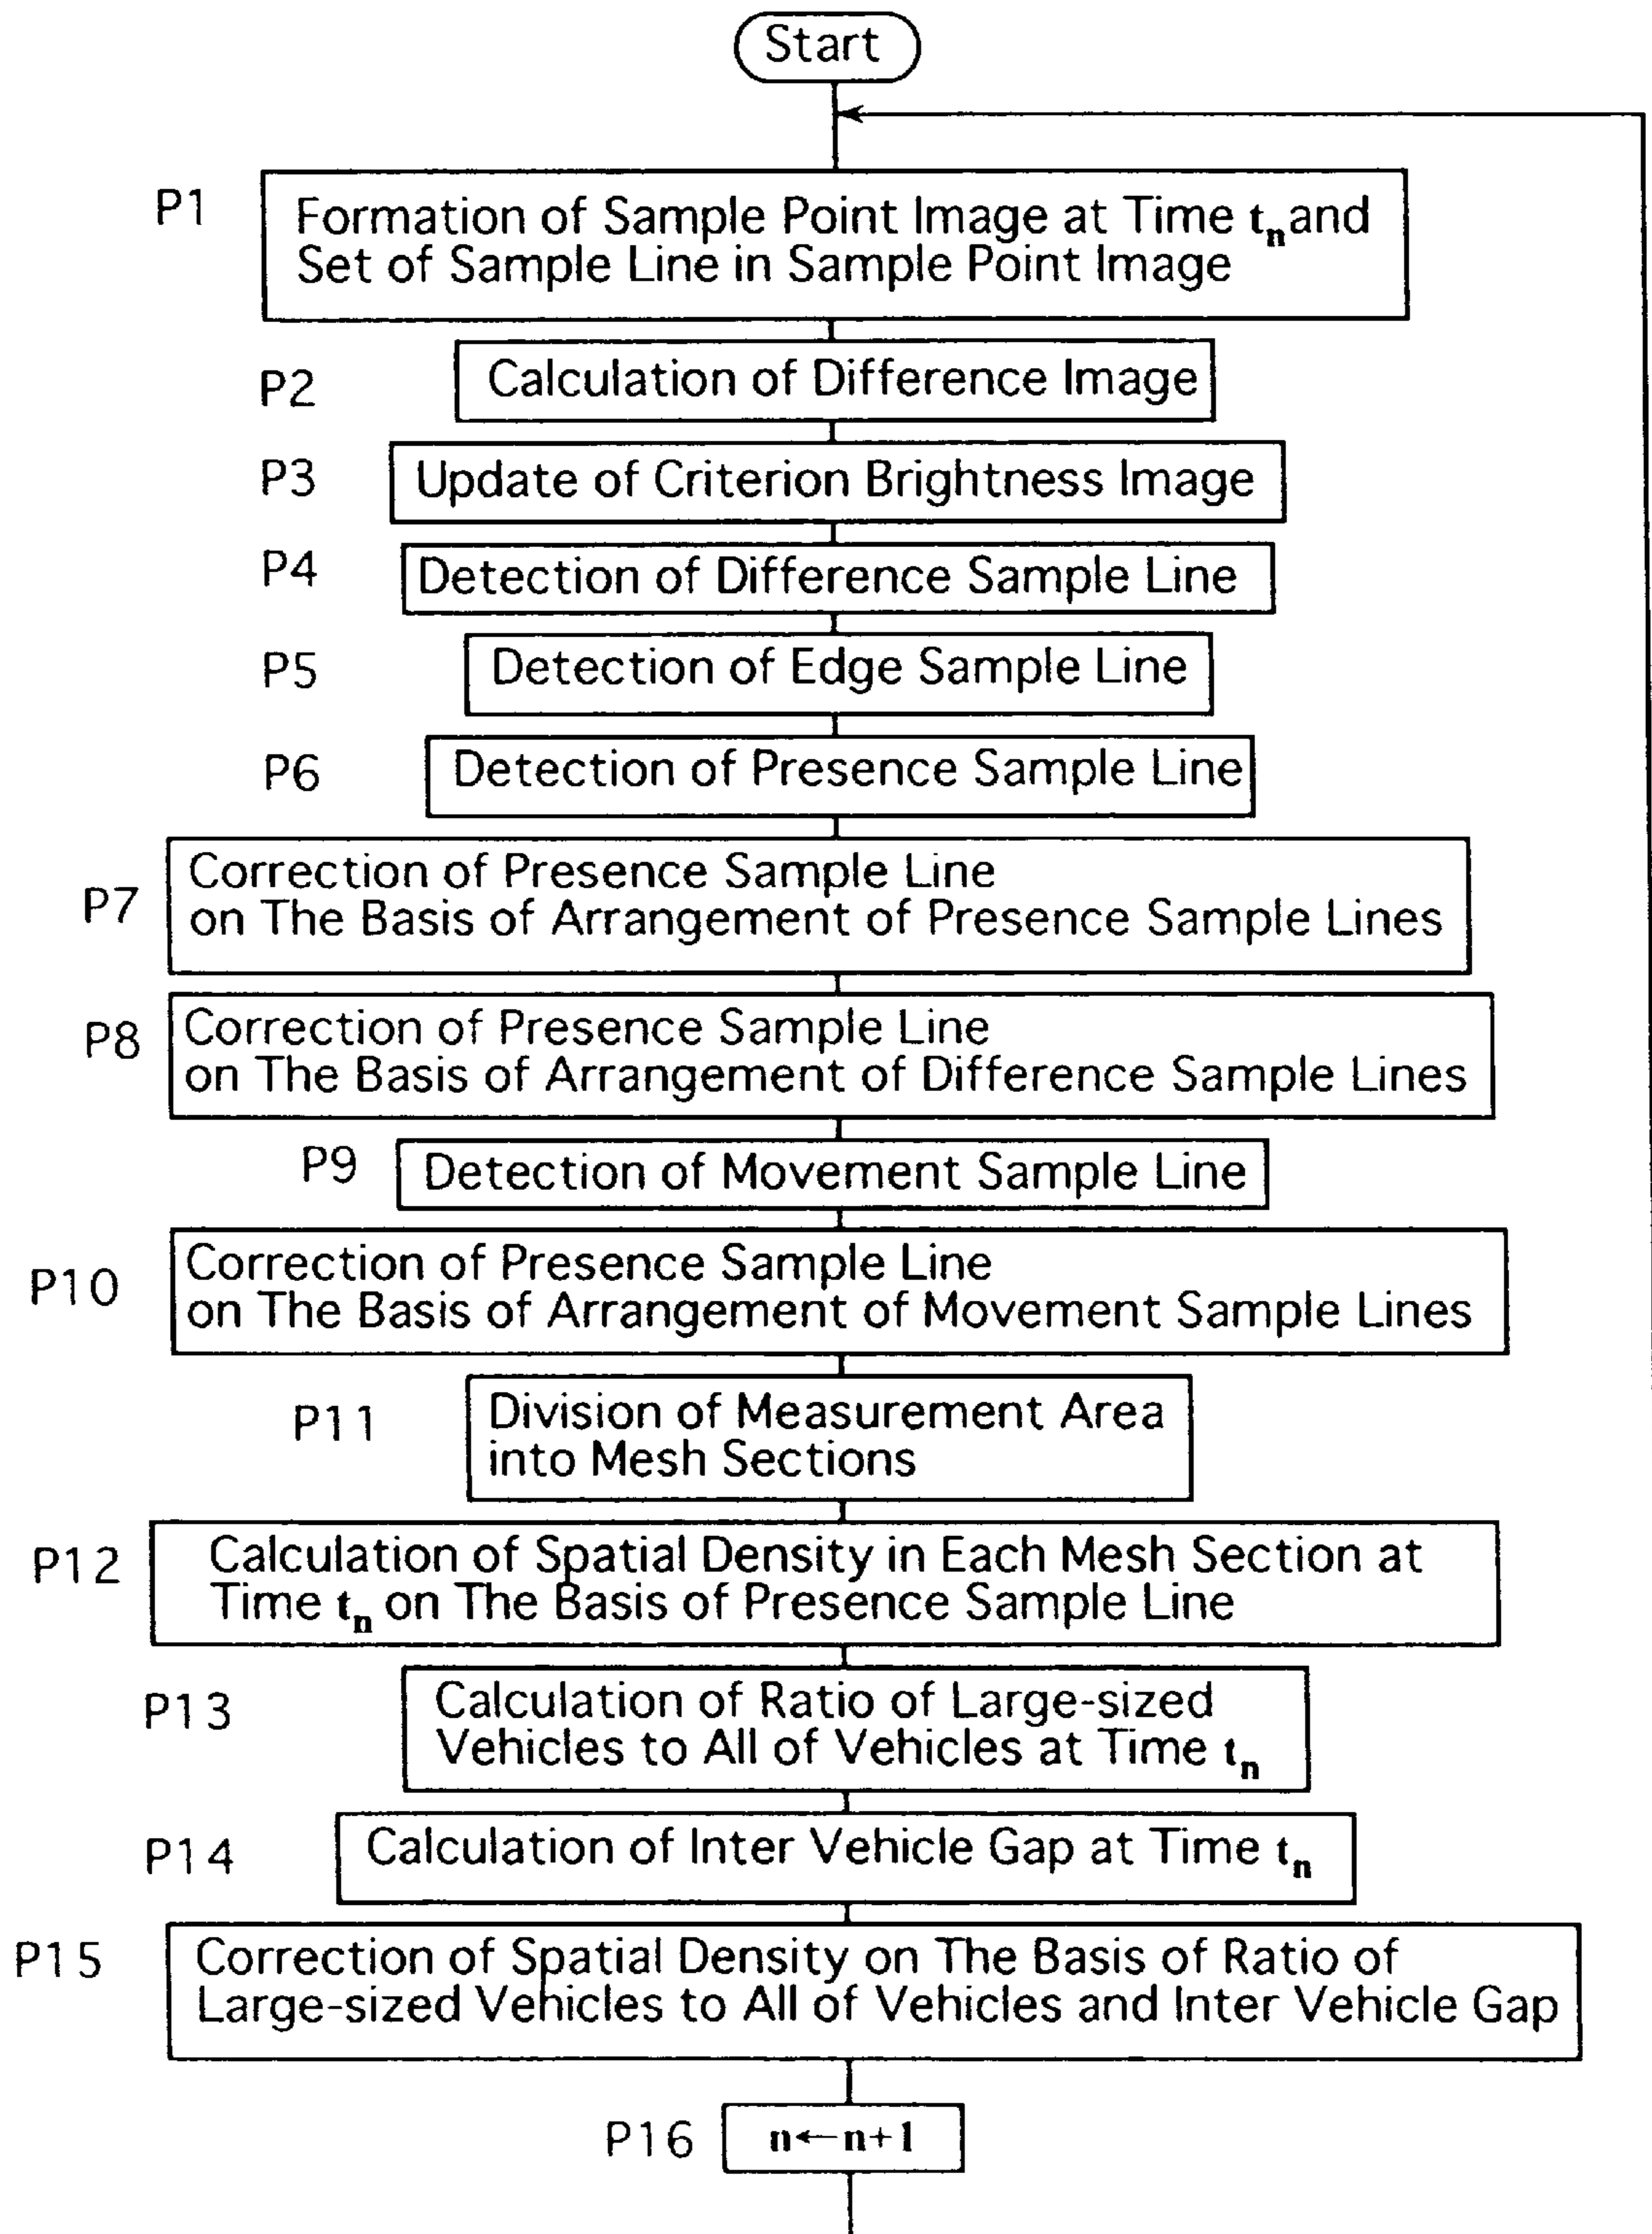 Start
P1
Formation of Sample Point Image at Time tn and
Set of Sample Line in Sample Point Image
P2
Calculation of Difference Image
P3
Update of Criterion Brightness Image
P4
Detection of Difference Sample Line
P5
Detection of Edge Sample Line
P6
Detection of Presence Sample Line
P7
Correction of Presence Sample Line
on The Basis of Arrangement of Presence Sample Lines
P8
Correction of Presence Sample Line
on The Basis of Arrangement of Difference Sample Lines
P9
Detection of Movement Sample Line
P10
Correction of Presence Sample Line
on The Basis of Arrangement of Movement Sample Lines
P11
Division of Measurement Area
into Mesh Sections
P12
Calculation of Spatial Density in Each Mesh Section at
Time tn on The Basis of Presence Sample Line
P13
Calculation of Ratio of Large-sized
Vehicles to All of Vehicles at Time tn
P14
Calculation of Inter Vehicle Gap at Time tn
P15
Correction of Spatial Density on The Basis of Ratio of
Large-sized Vehicles to All of Vehicles and Inter Vehicle Gap
P16
n←n+1